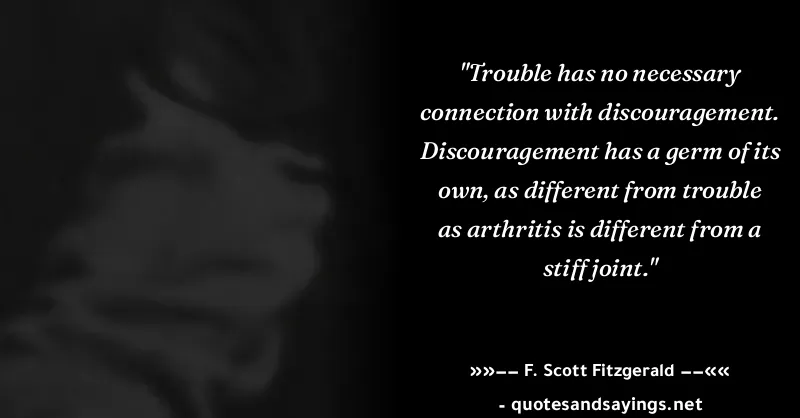 "Trouble has no necessary
connection with discouragement.
Discouragement has a germ of its
own, as different from trouble
as arthritis is different from a
stiff joint."
»»–– F. Scott Fitzgerald ––««
- quotesandsayings.net